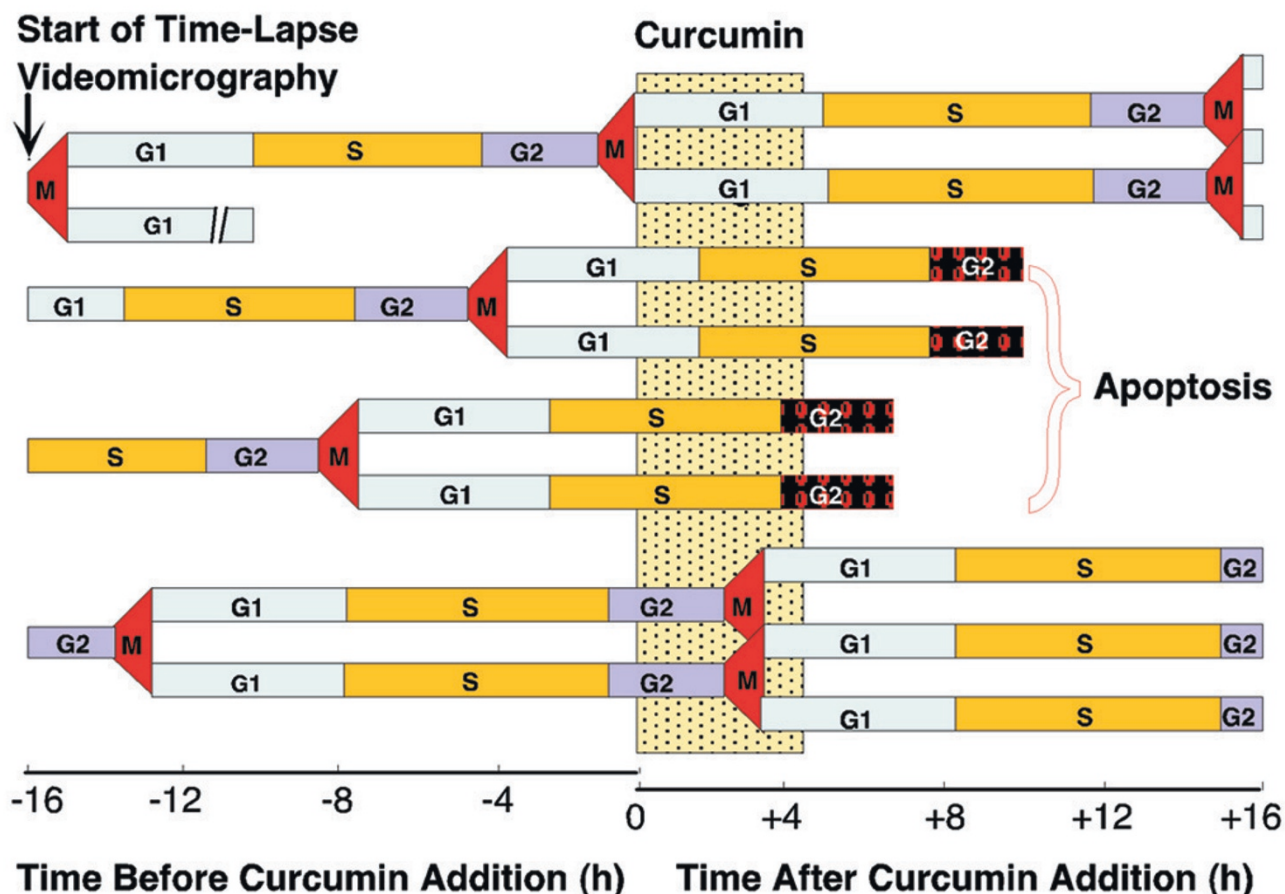 Start of Time-Lapse
Videomicrography
Curcumin
G1 S G2 M
M G1 S G2 M
G1 S G2 M
M
G1
G1 S G2
G1 S G2 M
G1 S G2
Apoptosis
G1 S G2
S G2 M
G1 S G2
G1 S G2
G1 S G2 M
G2 M
G1 S G2
G1 S G2 M
G1 S G2
-16 -12 -8 -4 0 +4 +8 +12 +16
Time Before Curcumin Addition (h) Time After Curcumin Addition (h)